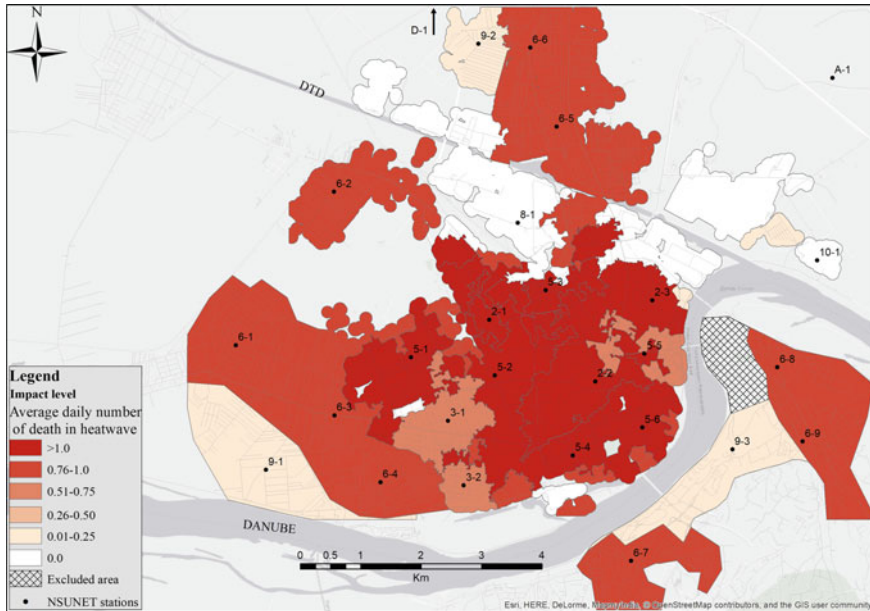 N
D-1
9-2
6-6
A-1
DTD
6-5
6-2
8-1
10-1
5-3
2-3
2-1
6-1
5-1
5-5
6-8
5-2
2-2
6-3
3-1
5-6
6-9
9-3
5-4
9-1
6-4
3-2
DANUBE
6-7
Legend
Impact level
Average daily number
of death in heatwave
>1.0
0.76-1.0
0.51-0.75
0.26-0.50
0.01-0.25
0.0
Excluded area
NSUNET stations
0 0.5 1 2 3 4
Km
Esri, HERE, DeLorme, MapmyIndia, © OpenStreetMap contributors, and the GIS user community